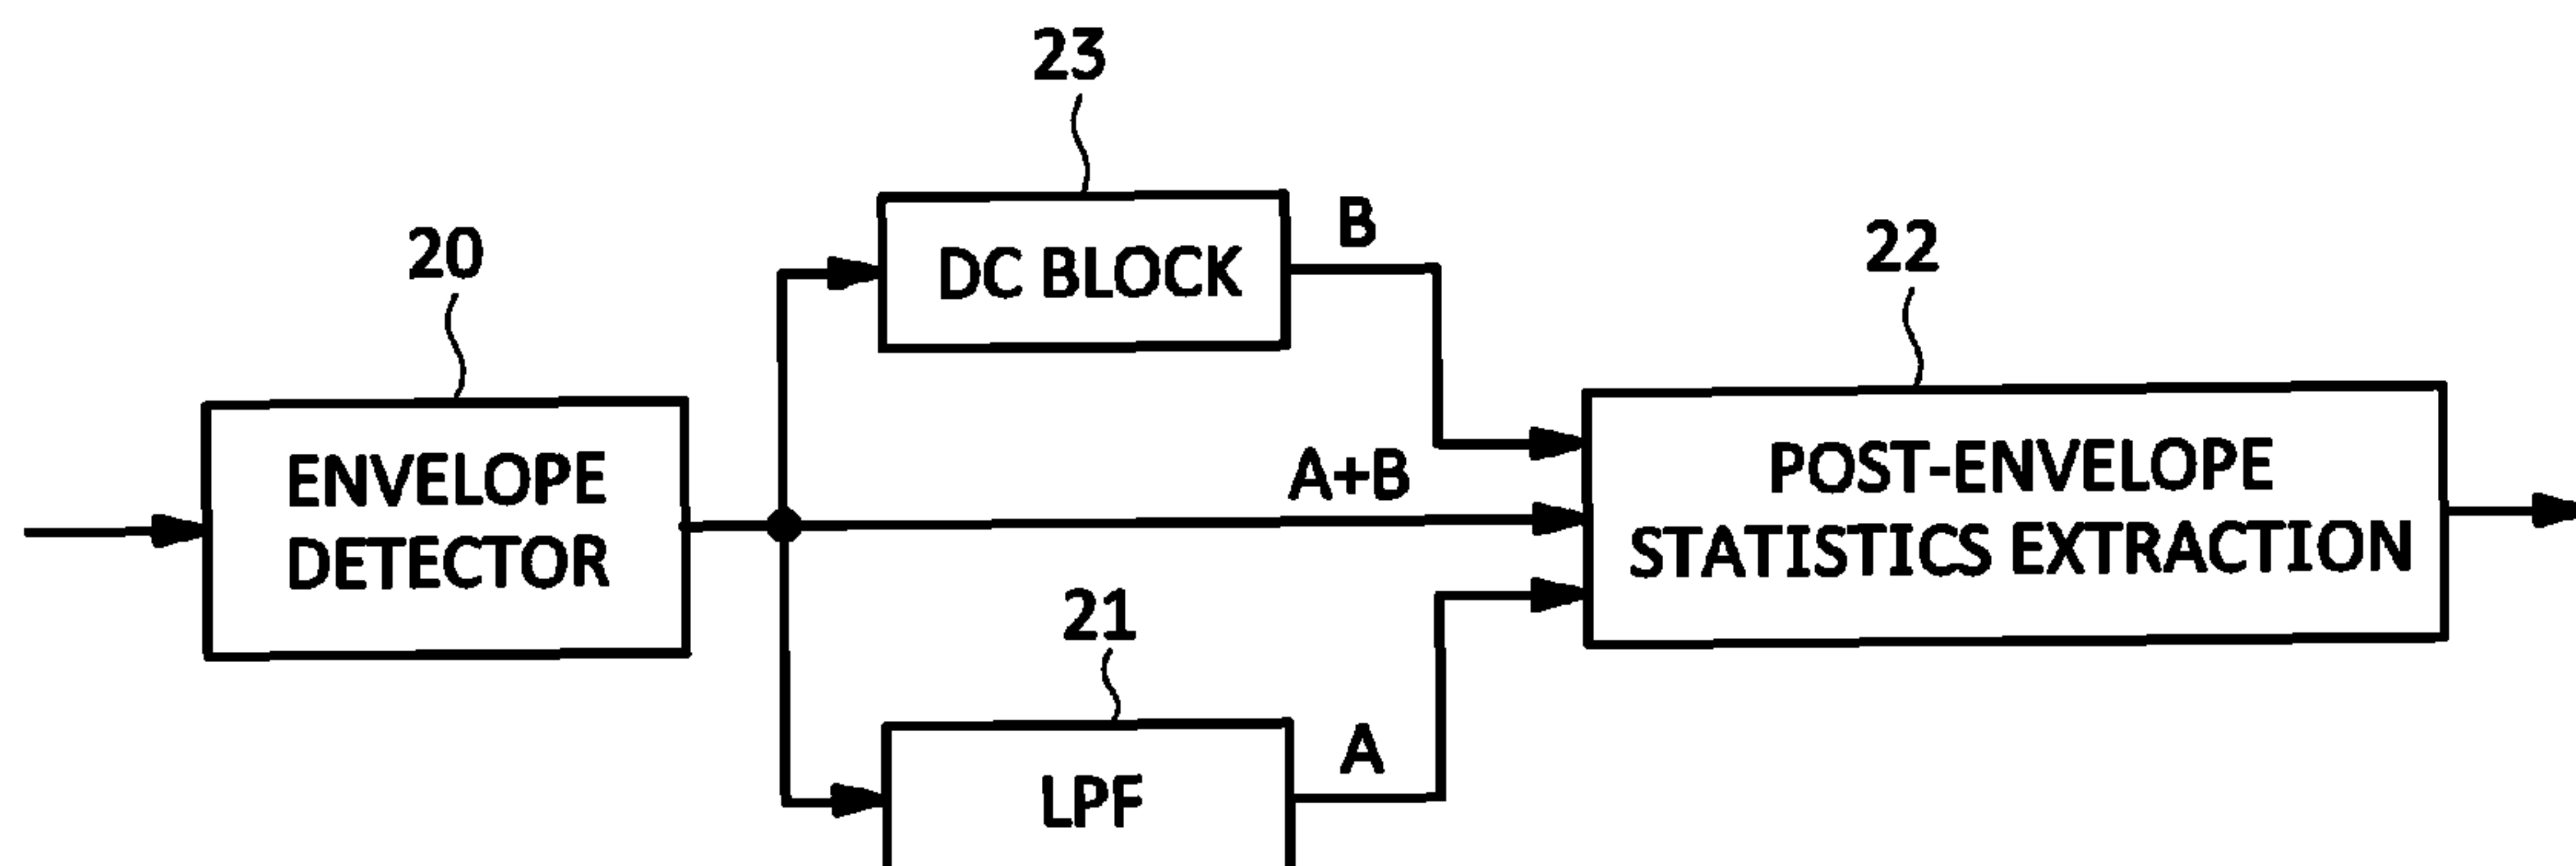 23
20
DC BLOCK
B
22
ENVELOPE
DETECTOR
A+B
POST-ENVELOPE
STATISTICS EXTRACTION
21
LPF
A